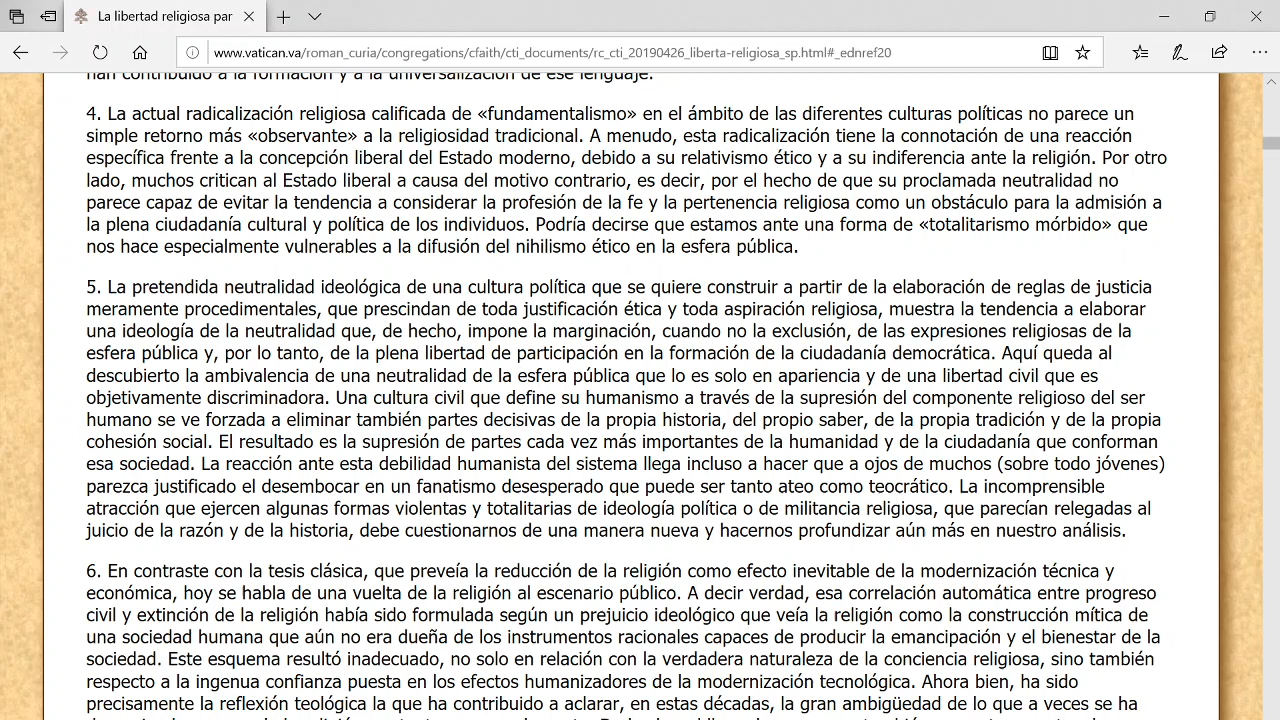 La libertad religiosa par
www.vatican.va/roman_curia/congregations/cfaith/cti_documents/rc_cti_20190426_liberta-religiosa_sp.html#_ednref20
han contribuido a la formación y a la universalización de ese lenguaje.
4. La actual radicalización religiosa calificada de «fundamentalismo» en el ámbito de las diferentes culturas políticas no parece un
simple retorno más «observante» a la religiosidad tradicional. A menudo, esta radicalización tiene la connotación de una reacción
específica frente a la concepción liberal del Estado moderno, debido a su relativismo ético y a su indiferencia ante la religión. Por otro
lado, muchos critican al Estado liberal a causa del motivo contrario, es decir, por el hecho de que su proclamada neutralidad no
parece capaz de evitar la tendencia a considerar la profesión de la fe y la pertenencia religiosa como un obstáculo para la admisión a
la plena ciudadanía cultural y política de los individuos. Podría decirse que estamos ante una forma de «totalitarismo mórbido» que
nos hace especialmente vulnerables a la difusión del nihilismo ético en la esfera pública.
5. La pretendida neutralidad ideológica de una cultura política que se quiere construir a partir de la elaboración de reglas de justicia
meramente procedimentales, que prescindan de toda justificación ética y toda aspiración religiosa, muestra la tendencia a elaborar
una ideología de la neutralidad que, de hecho, impone la marginación, cuando no la exclusión, de las expresiones religiosas de la
esfera pública y, por lo tanto, de la plena libertad de participación en la formación de la ciudadanía democrática. Aquí queda al
descubierto la ambivalencia de una neutralidad de la esfera pública que lo es solo en apariencia y de una libertad civil que es
objetivamente discriminadora. Una cultura civil que define su humanismo a través de la supresión del componente religioso del ser
humano se ve forzada a eliminar también partes decisivas de la propia historia, del propio saber, de la propia tradición y de la propia
cohesión social. El resultado es la supresión de partes cada vez más importantes de la humanidad y de la ciudadanía que conforman
esa sociedad. La reacción ante esta debilidad humanista del sistema llega incluso a hacer que a ojos de muchos (sobre todo jóvenes)
parezca justificado el desembocar en un fanatismo desesperado que puede ser tanto ateo como teocrático. La incomprensible
atracción que ejercen algunas formas violentas y totalitarias de ideología política o de militancia religiosa, que parecían relegadas al
juicio de la razón y de la historia, debe cuestionarnos de una manera nueva y hacernos profundizar aún más en nuestro análisis.
6. En contraste con la tesis clásica, que preveía la reducción de la religión como efecto inevitable de la modernización técnica y
económica, hoy se habla de una vuelta de la religión al escenario público. A decir verdad, esa correlación automática entre progreso
civil y extinción de la religión había sido formulada según un prejuicio ideológico que veía la religión como la construcción mítica de
una sociedad humana que aún no era dueña de los instrumentos racionales capaces de producir la emancipación y el bienestar de la
sociedad. Este esquema resultó inadecuado, no solo en relación con la verdadera naturaleza de la conciencia religiosa, sino también
respecto a la ingenua confianza puesta en los efectos humanizadores de la modernización tecnológica. Ahora bien, ha sido
precisamente la reflexión teológica la que ha contribuido a aclarar, en estas décadas, la gran ambigüedad de lo que a veces se ha